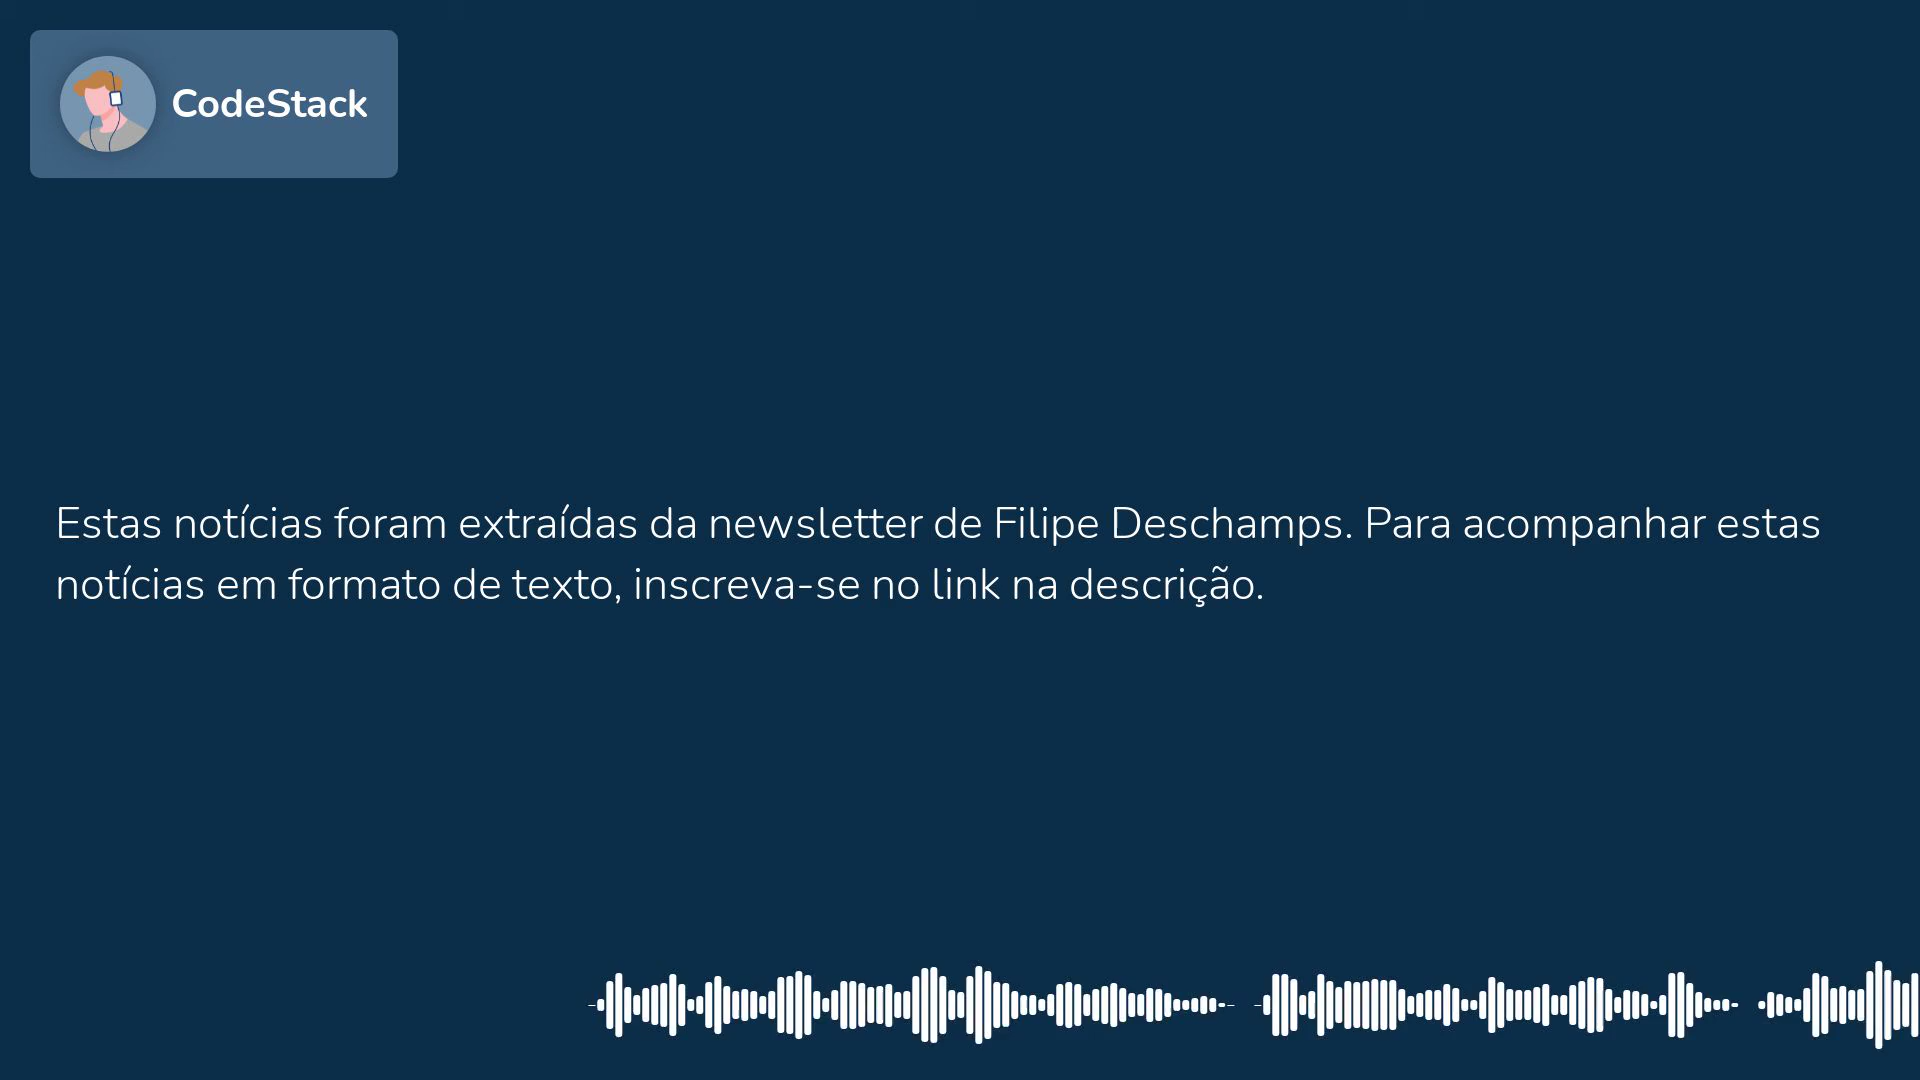 CodeStack
Estas notícias foram extraídas da newsletter de Filipe Deschamps. Para acompanhar estas
notícias em formato de texto, inscreva-se no link na descrição.